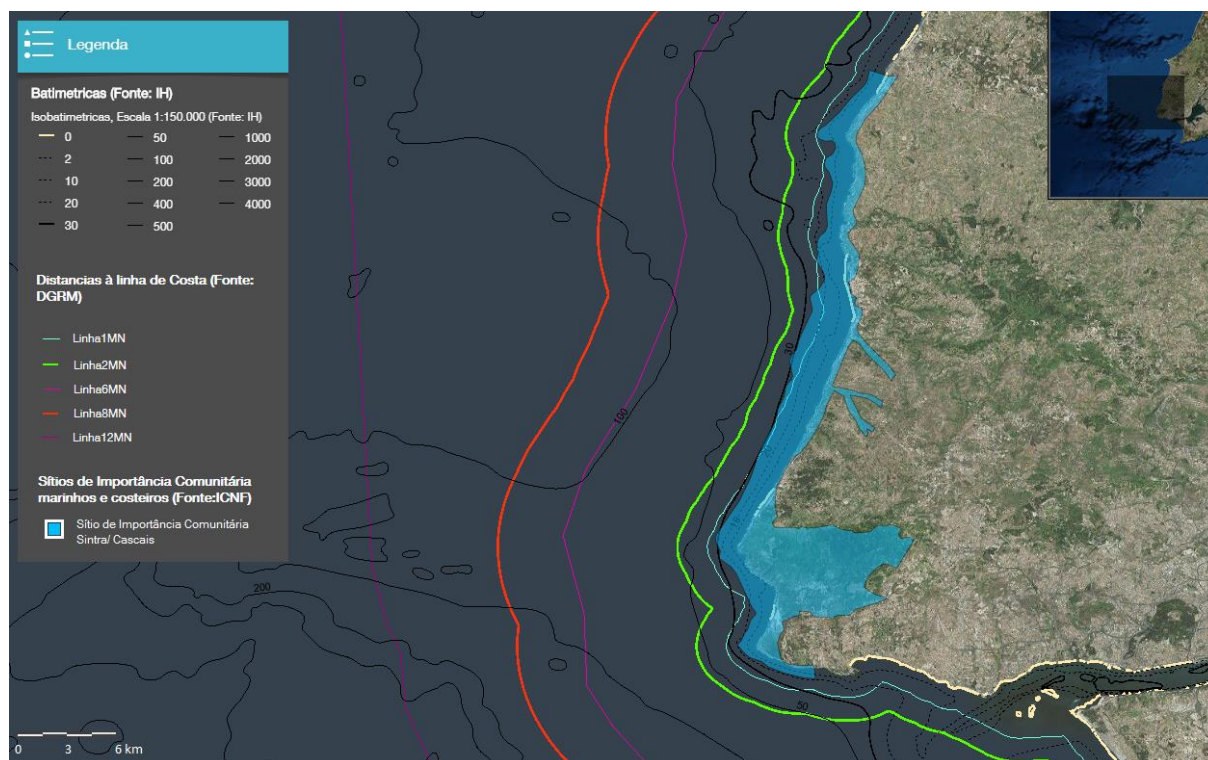 Legenda
Batimetricas (Fonte: IH)
Isobatimetricas, Escala 1:150.000 (Fonte: IH)
0 50 1000
2 100 2000
10 200 3000
20 400 4000
30 500
Distancias à linha de Costa (Fonte:
DGRM)
Linha1MN
Linha2MN
Linha6MN
Linha8MN
Linha12MN
Sítios de Importância Comunitária
marinhos e costeiros (Fonte:ICNF)
Sítio de Importância Comunitária
Sintra/ Cascais
30
100
200
50
0 3 6 km